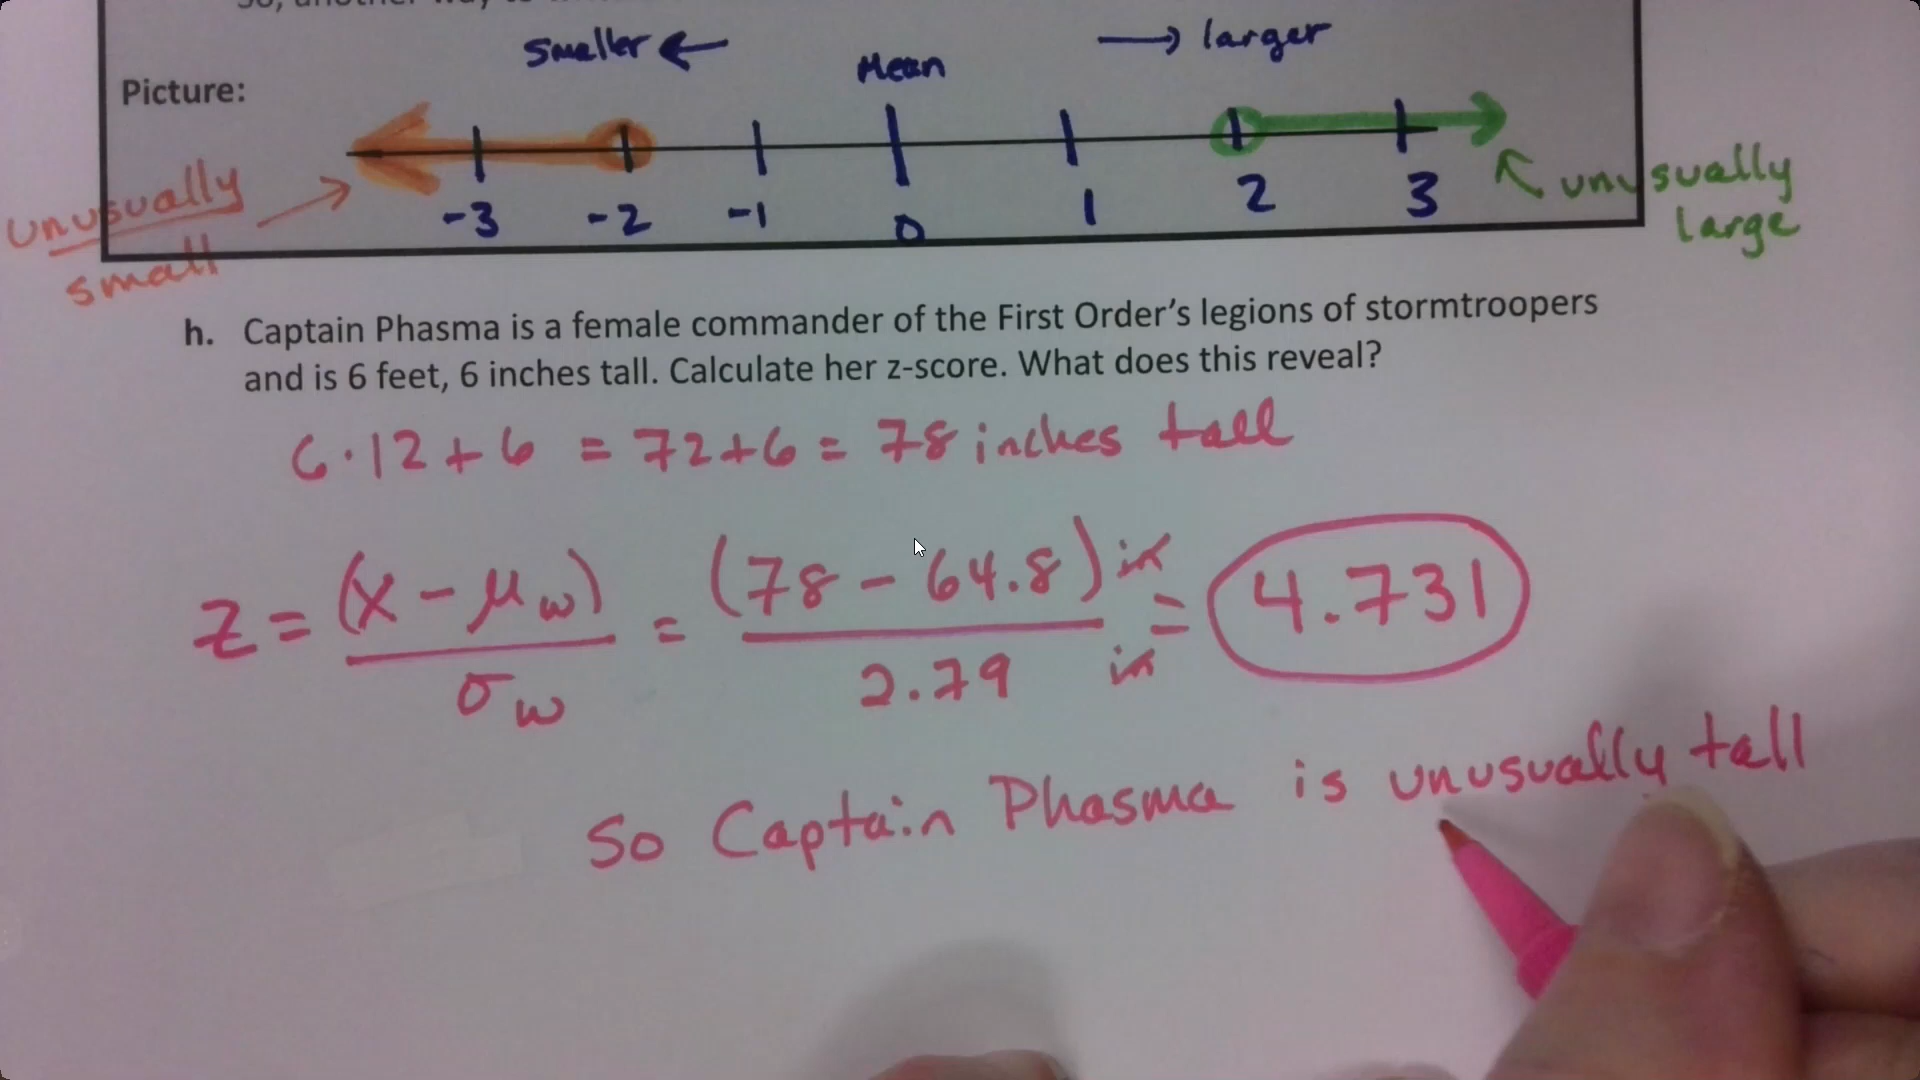 smaller ← → larger
Mean
Picture:
-3 -2 -1 0 1 2 3
unusually
small
unusually
large
h. Captain Phasma is a female commander of the First Order's legions of stormtroopers
and is 6 feet, 6 inches tall. Calculate her z-score. What does this reveal?
6·12+6 = 72+6 = 78 inches tall
z = (x - μw) / σw = (78 - 64.8) in / 2.79 in = 4.731
So Captain Phasma is unusually tall